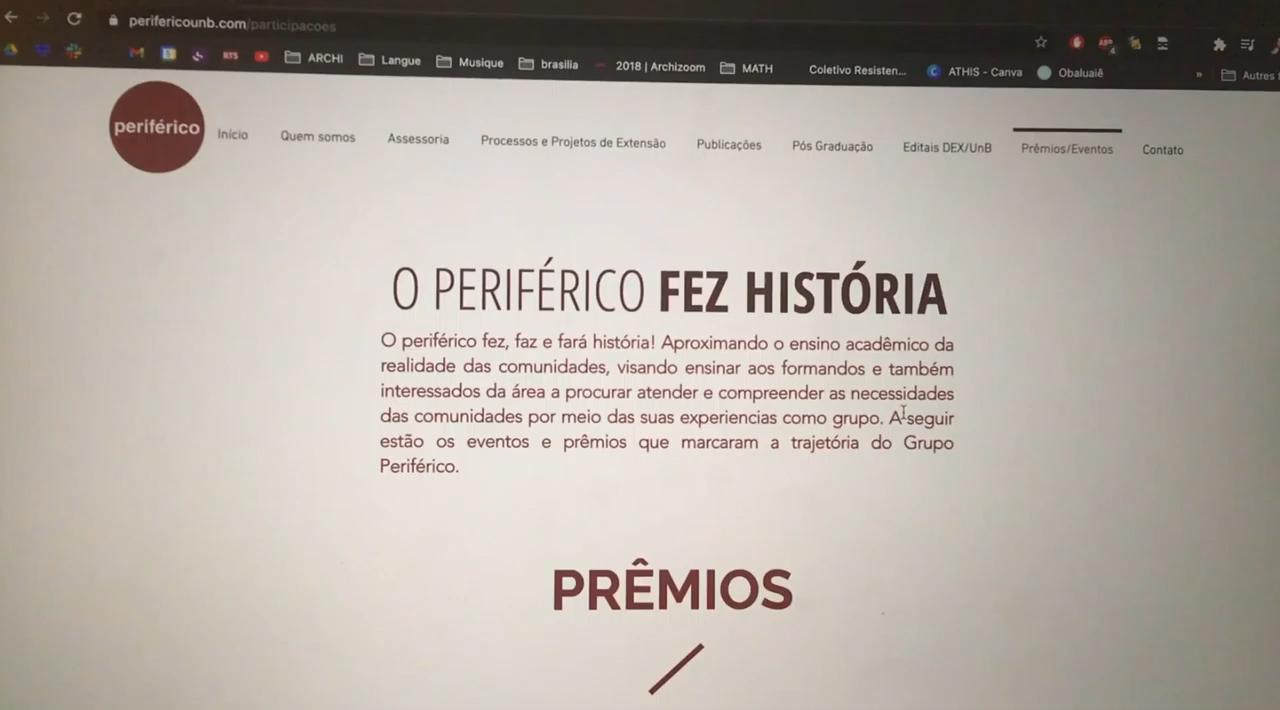 perifericounb.com/participacoes
RTS ARCHI Langue Musique brasilia 2018 | Archizoom MATH Coletivo Resisten... ATHIS - Canva Obaluaiê » Autres
periférico Início Quem somos Assessoria Processos e Projetos de Extensão Publicações Pós Graduação Editais DEX/UnB Prêmios/Eventos Contato
O PERIFÉRICO FEZ HISTÓRIA
O periférico fez, faz e fará história! Aproximando o ensino acadêmico da
realidade das comunidades, visando ensinar aos formandos e também
interessados da área a procurar atender e compreender as necessidades
das comunidades por meio das suas experiencias como grupo. A seguir
estão os eventos e prêmios que marcaram a trajetória do Grupo
Periférico.
PRÊMIOS